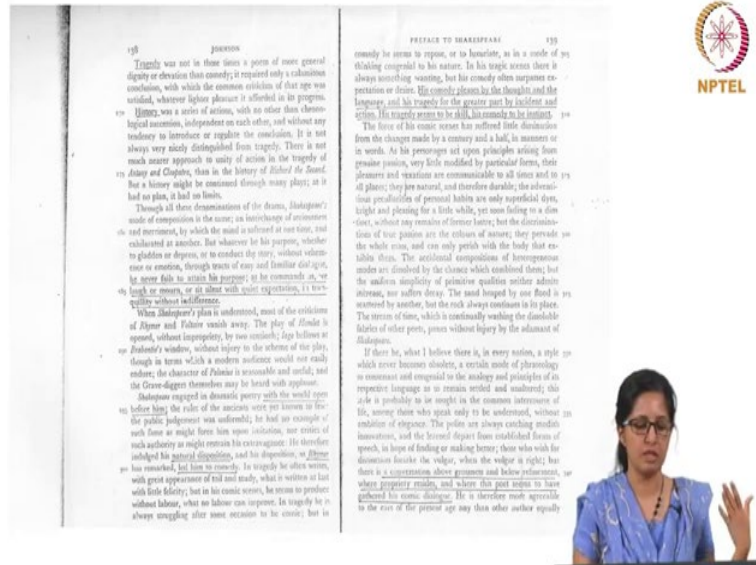 158 JOHNSON
Tragedy was not in those times a poem of more general
dignity or elevation than comedy; it required only a calamitous
conclusion, with which the common criticism of that age was
satisfied, whatever lighter pleasure it afforded in its progress.
History was a series of actions, with no other than chrono-
logical succession, independent on each other, and without any
tendency to introduce or regulate the conclusion. It is not
always very nicely distinguished from tragedy. There is not
much nearer approach to unity of action in the tragedy of
Antony and Cleopatra, than in the history of Richard the Second.
But a history might be continued through many plays; as it
had no plan, it had no limits.
Through all these denominations of the drama, Shakespeare's
mode of composition is the same; an interchange of seriousness
and merriment, by which the mind is softened at one time, and
exhilarated at another. But whatever be his purpose, whether
to gladden or depress, or to conduct the story, without vehem-
ence or emotion, through tracts of easy and familiar dialogue,
he never fails to attain his purpose; as he commands us, we
laugh or mourn, or sit silent with quiet expectation, in tran-
quillity without indifference.
When Shakespeare's plan is understood, most of the criticisms
of Rhymer and Voltaire vanish away. The play of Hamlet is
opened, without impropriety, by two centinels; Iago bellows at
Brabantio's window, without injury to the scheme of the play,
though in terms which a modern audience would not easily
endure; the character of Polonius is seasonable and useful; and
the Grave-diggers themselves may be heard with applause.
Shakespeare engaged in dramatic poetry with the world open
before him; the rules of the ancients were yet known to few;
the public judgement was unformed; he had no example of
such fame as might force him upon imitation, nor critics of
such authority as might restrain his extravagance: He therefore
indulged his natural disposition, and his disposition, as Rhymer
has remarked, led him to comedy. In tragedy he often writes,
with great appearance of toil and study, what is written at last
with little felicity; but in his comic scenes, he seems to produce
without labour, what no labour can improve. In tragedy he is
always struggling after some occasion to be comic; but in
PREFACE TO SHAKESPEARE 159
comedy he seems to repose, or to luxuriate, as in a mode of
thinking congenial to his nature. In his tragic scenes there is
always something wanting, but his comedy often surpasses ex-
pectation or desire. His comedy pleases by the thoughts and the
language, and his tragedy for the greater part by incident and
action. His tragedy seems to be skill, his comedy to be instinct.
The force of his comic scenes has suffered little diminution
from the changes made by a century and a half, in manners or
in words. As his personages act upon principles arising from
genuine passion, very little modified by particular forms, their
pleasures and vexations are communicable to all times and to
all places; they are natural, and therefore durable; the adventi-
tious peculiarities of personal habits are only superficial dyes,
bright and pleasing for a little while, yet soon fading to a dim
tinct, without any remains of former lustre; but the discrimina-
tions of true passion are the colours of nature; they pervade
the whole mass, and can only perish with the body that ex-
hibits them. The accidental compositions of heterogeneous
modes are dissolved by the chance which combined them; but
the uniform simplicity of primitive qualities neither admits
increase, nor suffers decay. The sand heaped by one flood is
scattered by another, but the rock always continues in its place.
The stream of time, which is continually washing the dissoluble
fabrics of other poets, passes without injury by the adamant of
Shakespeare.
If there be, what I believe there is, in every nation, a style
which never becomes obsolete, a certain mode of phraseology
so consonant and congenial to the analogy and principles of its
respective language as to remain settled and unaltered; this
style is probably to be sought in the common intercourse of
life, among those who speak only to be understood, without
ambition of elegance. The polite are always catching modish
innovations, and the learned depart from established forms of
speech, in hope of finding or making better; those who wish for
distinction forsake the vulgar, when the vulgar is right; but
there is a conversation above grossness and below refinement,
where propriety resides, and where this poet seems to have
gathered his comic dialogue. He is therefore more agreeable
to the ears of the present age than any other author equally
NPTEL